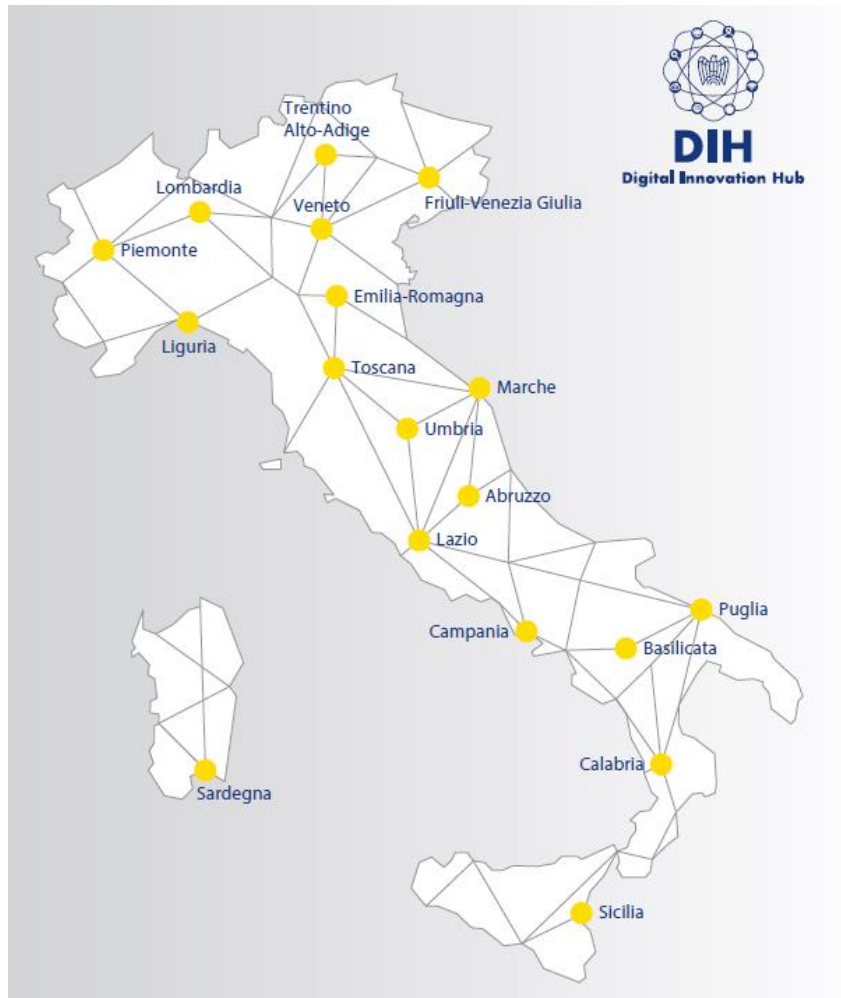 DIH
Digital Innovation Hub
Trentino
Alto-Adige
Lombardia
Veneto
Friuli-Venezia Giulia
Piemonte
Emilia-Romagna
Liguria
Toscana
Marche
Umbria
Abruzzo
Lazio
Puglia
Campania
Basilicata
Calabria
Sardegna
Sicilia